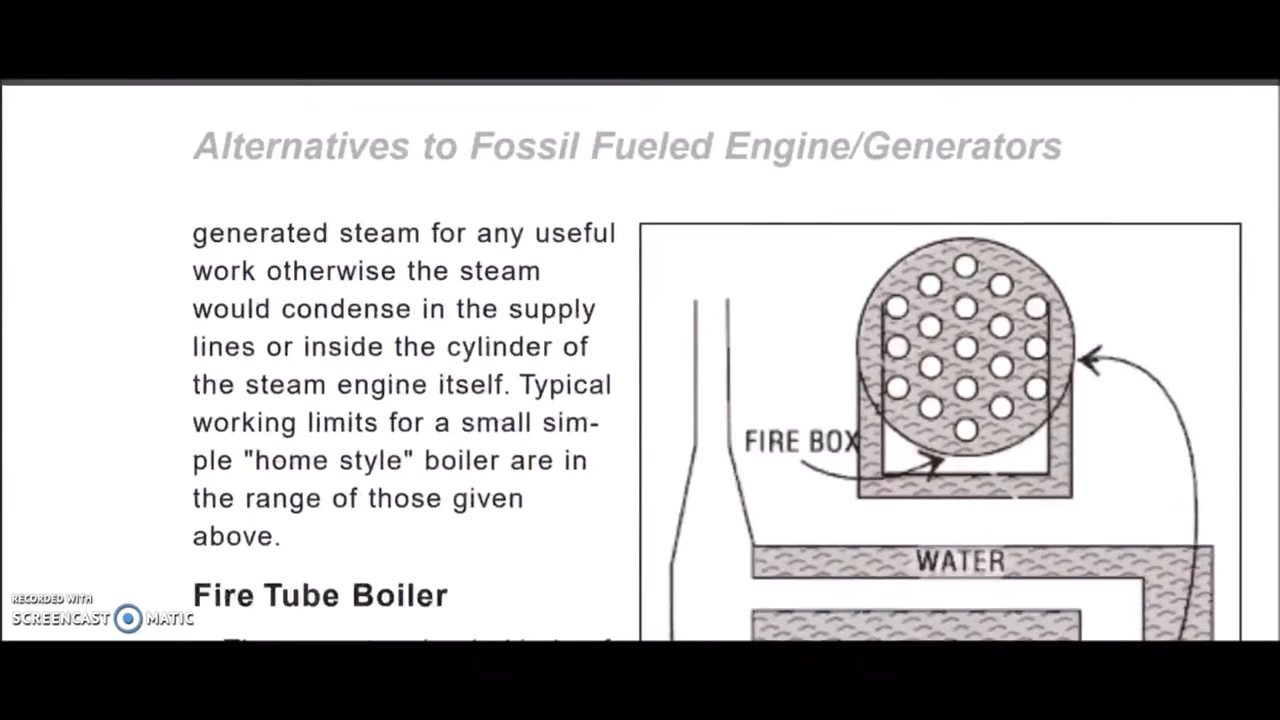 Alternatives to Fossil Fueled Engine/Generators
generated steam for any useful
work otherwise the steam
would condense in the supply
lines or inside the cylinder of
the steam engine itself. Typical
working limits for a small sim-
ple "home style" boiler are in
the range of those given
above.
Fire Tube Boiler
FIRE BOX
WATER
RECORDED WITH
SCREENCAST MATIC